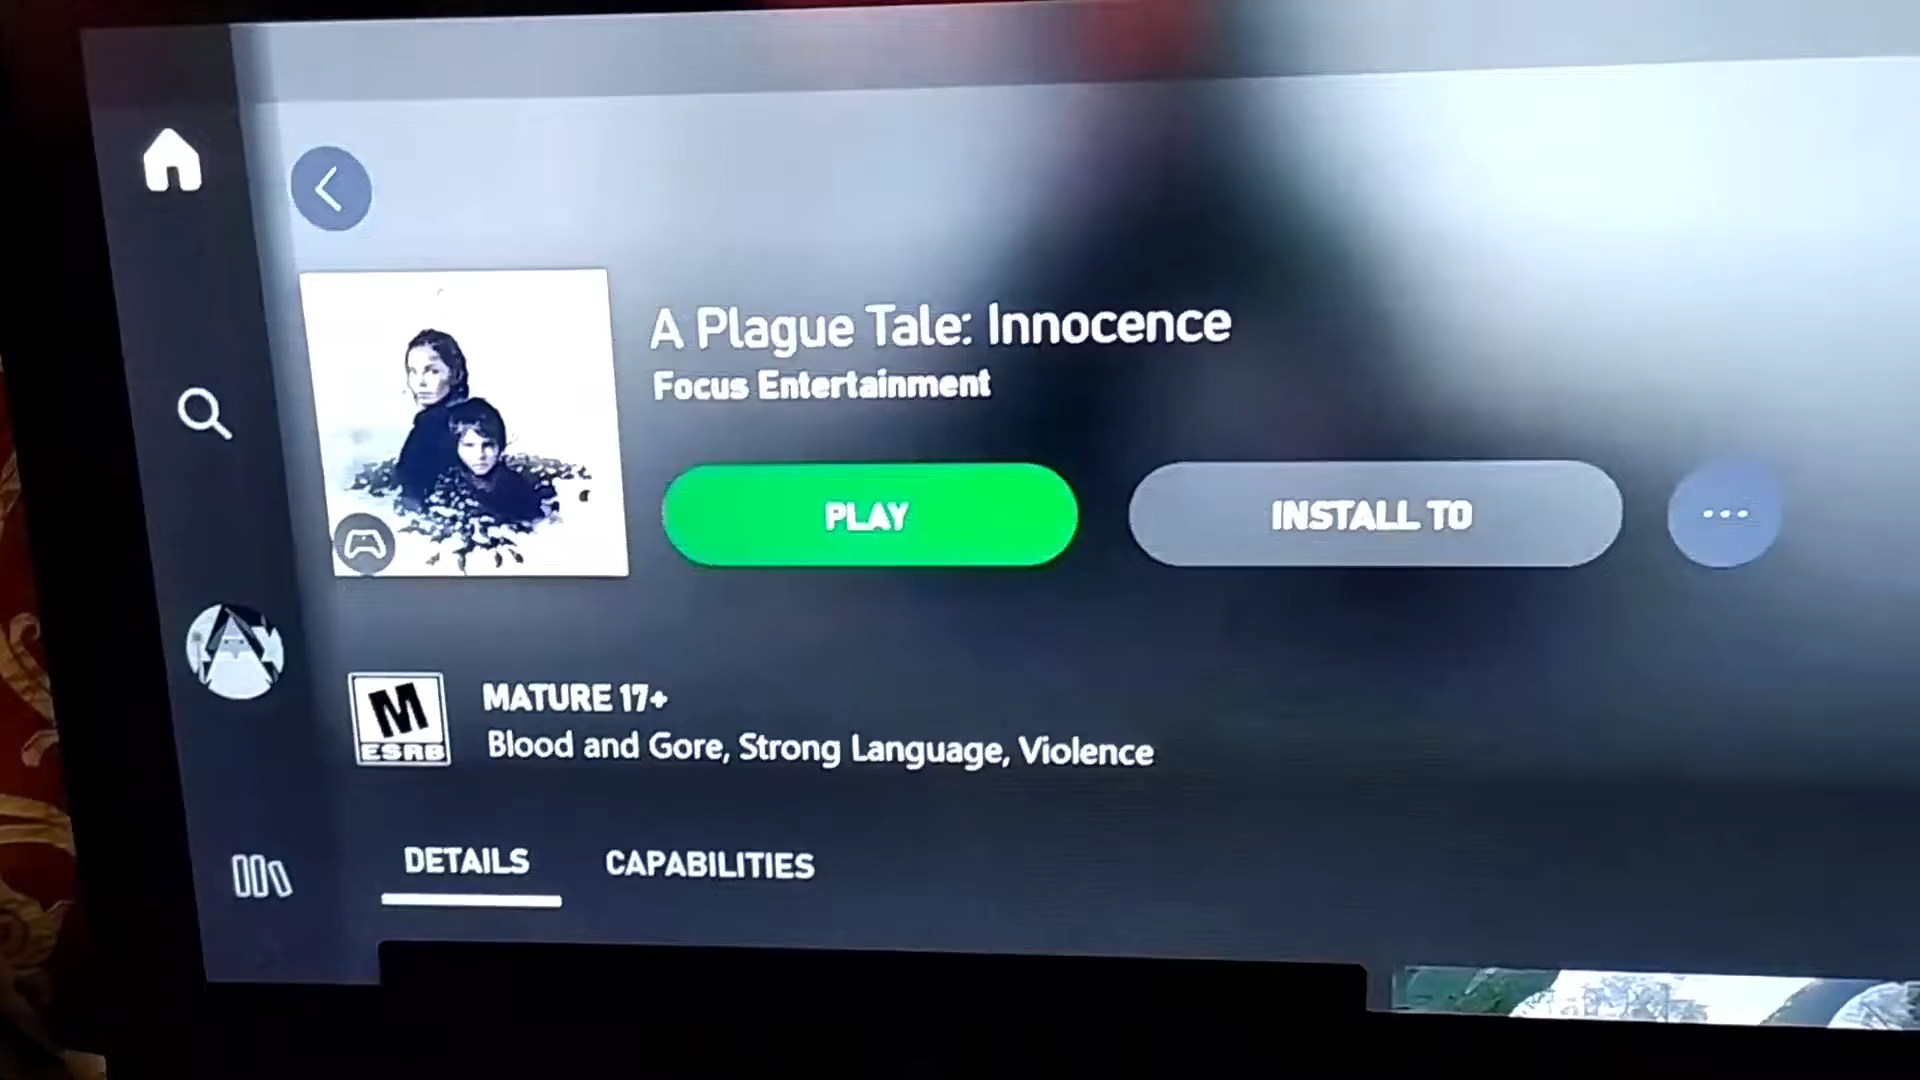 A Plague Tale: Innocence
Focus Entertainment
PLAY
INSTALL TO
M
ESRB
MATURE 17+
Blood and Gore, Strong Language, Violence
DETAILS
CAPABILITIES